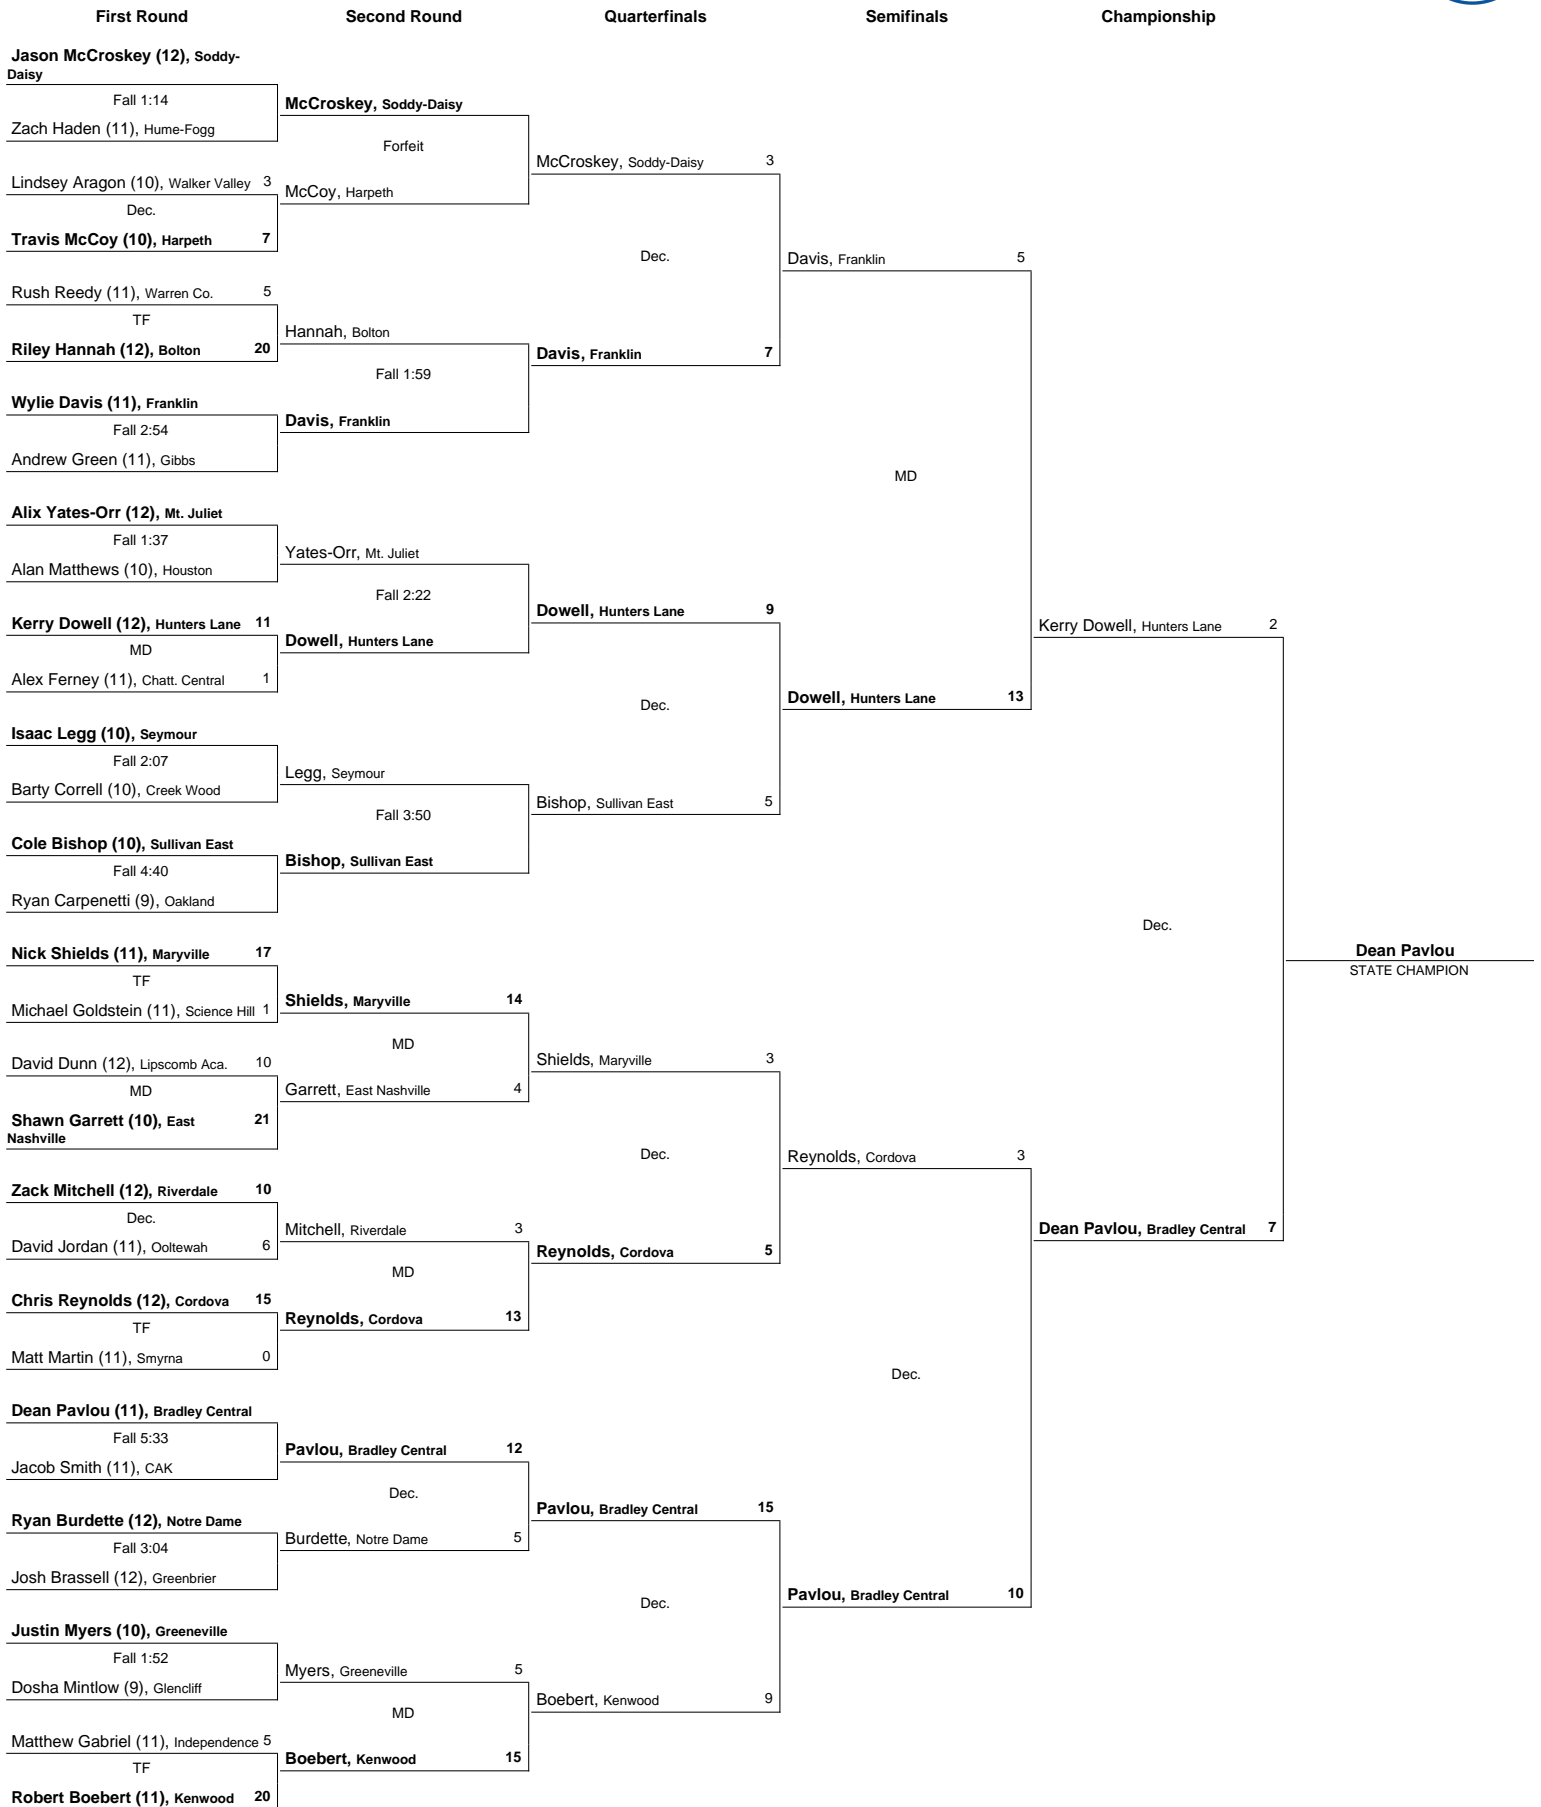 First Round
Second Round
Quarterfinals
Semifinals
Championship
Jason McCroskey (12), Soddy-
Daisy
Fall 1:14
Zach Haden (11), Hume-Fogg
Lindsey Aragon (10), Walker Valley 3
Dec.
Travis McCoy (10), Harpeth 7
Rush Reedy (11), Warren Co. 5
TF
Riley Hannah (12), Bolton 20
Wylie Davis (11), Franklin
Fall 2:54
Andrew Green (11), Gibbs
Alix Yates-Orr (12), Mt. Juliet
Fall 1:37
Alan Matthews (10), Houston
Kerry Dowell (12), Hunters Lane 11
MD
Alex Ferney (11), Chatt. Central 1
Isaac Legg (10), Seymour
Fall 2:07
Barty Correll (10), Creek Wood
Cole Bishop (10), Sullivan East
Fall 4:40
Ryan Carpenetti (9), Oakland
Nick Shields (11), Maryville 17
TF
Michael Goldstein (11), Science Hill 1
David Dunn (12), Lipscomb Aca. 10
MD
Shawn Garrett (10), East 21
Nashville
Zack Mitchell (12), Riverdale 10
Dec.
David Jordan (11), Ooltewah 6
Chris Reynolds (12), Cordova 15
TF
Matt Martin (11), Smyrna 0
Dean Pavlou (11), Bradley Central
Fall 5:33
Jacob Smith (11), CAK
Ryan Burdette (12), Notre Dame
Fall 3:04
Josh Brassell (12), Greenbrier
Justin Myers (10), Greeneville
Fall 1:52
Dosha Mintlow (9), Glencliff
Matthew Gabriel (11), Independence 5
TF
Robert Boebert (11), Kenwood 20
McCroskey, Soddy-Daisy
Forfeit
McCoy, Harpeth
Hannah, Bolton
Fall 1:59
Davis, Franklin
Yates-Orr, Mt. Juliet
Fall 2:22
Dowell, Hunters Lane
Legg, Seymour
Fall 3:50
Bishop, Sullivan East
Shields, Maryville 14
MD
Garrett, East Nashville 4
Mitchell, Riverdale 3
MD
Reynolds, Cordova 13
Pavlou, Bradley Central 12
Dec.
Burdette, Notre Dame 5
Myers, Greeneville 5
MD
Boebert, Kenwood 15
McCroskey, Soddy-Daisy 3
Dec.
Davis, Franklin 7
Dowell, Hunters Lane 9
Dec.
Bishop, Sullivan East 5
Shields, Maryville 3
Dec.
Reynolds, Cordova 5
Pavlou, Bradley Central 15
Dec.
Boebert, Kenwood 9
Davis, Franklin 5
MD
Dowell, Hunters Lane 13
Reynolds, Cordova 3
Dec.
Pavlou, Bradley Central 10
Kerry Dowell, Hunters Lane 2
Dec.
Dean Pavlou, Bradley Central 7
Dean Pavlou
STATE CHAMPION